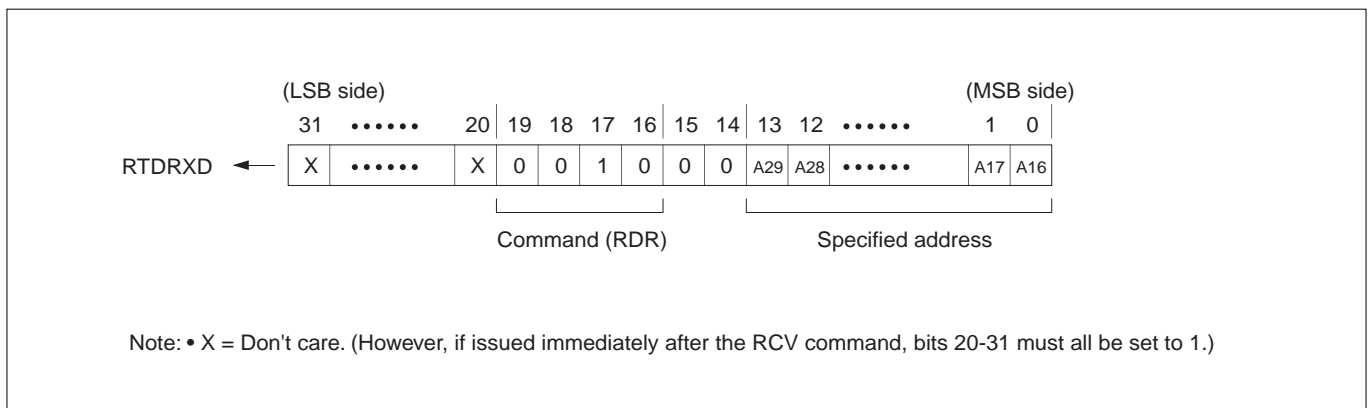 (LSB side) (MSB side)
31 •••••• 20 19 18 17 16 15 14 13 12 •••••• 1 0
RTDRXD X •••••• X 0 0 1 0 0 0 A29 A28 •••••• A17 A16
Command (RDR) Specified address
Note: • X = Don't care. (However, if issued immediately after the RCV command, bits 20-31 must all be set to 1.)